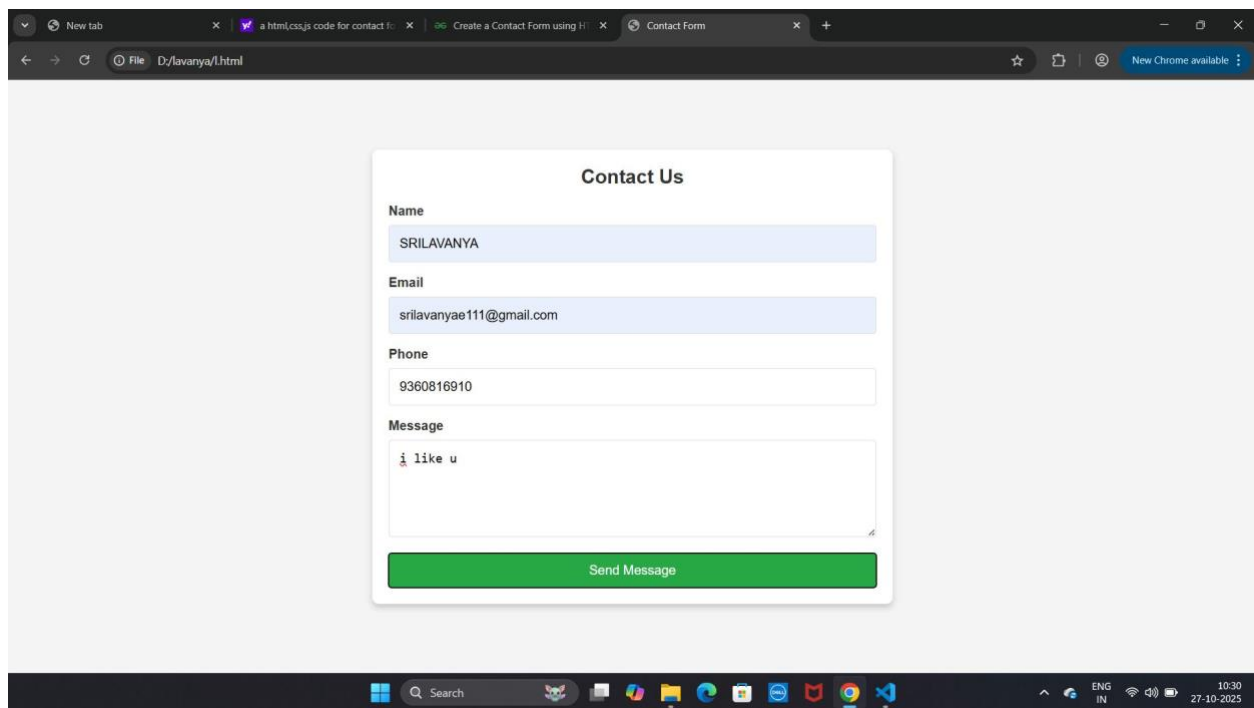 New tab
a html,css,js code for contact fo
Create a Contact Form using HT
Contact Form
File D:/lavanya/l.html
New Chrome available
Contact Us
Name
SRILAVANYA
Email
srilavanyae111@gmail.com
Phone
9360816910
Message
i like u
Send Message
Search
ENG
IN
10:30
27-10-2025